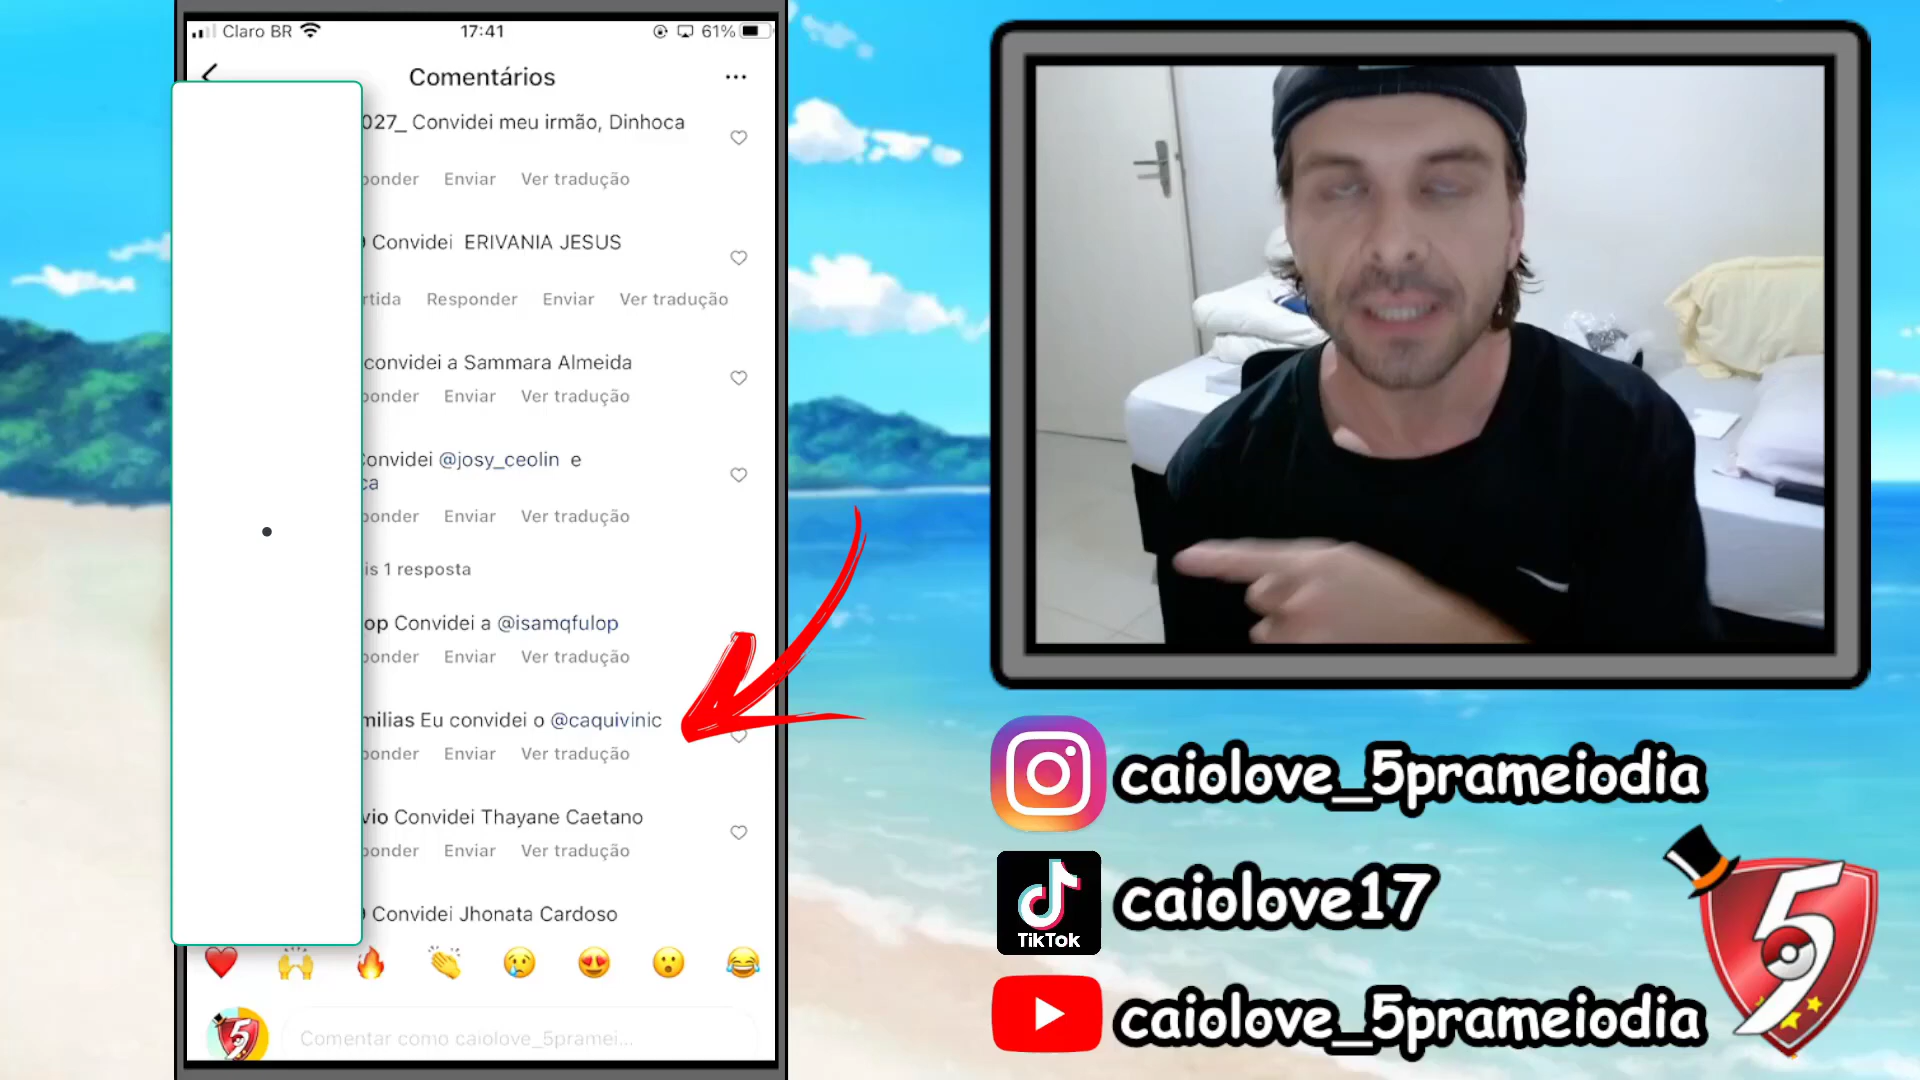 Claro BR
17:41
61%
Comentários
027_ Convidei meu irmão, Dinhoca
ponder Enviar Ver tradução
Convidei ERIVANIA JESUS
rtida Responder Enviar Ver tradução
convidei a Sammara Almeida
ponder Enviar Ver tradução
Convidei @josy_ceolin e
ca
ponder Enviar Ver tradução
is 1 resposta
op Convidei a @isamqfulop
ponder Enviar Ver tradução
milias Eu convidei o @caquivinic
ponder Enviar Ver tradução
vio Convidei Thayane Caetano
ponder Enviar Ver tradução
Convidei Jhonata Cardoso
5
Comentar como caiolove_5pramei...
caiolove_5prameiodia
TikTok
caiolove17
caiolove_5prameiodia
5